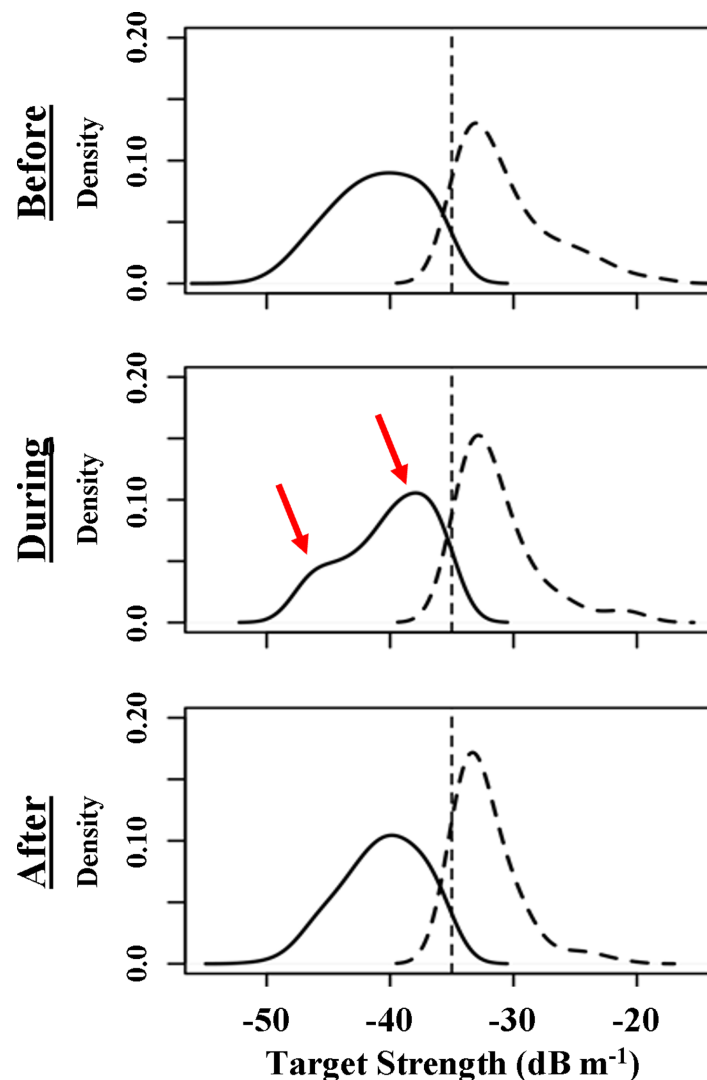 Before
Density
0.20
0.10
0.0
During
Density
0.20
0.10
0.0
After
Density
0.20
0.10
0.0
-50 -40 -30 -20
Target Strength (dB m⁻¹)